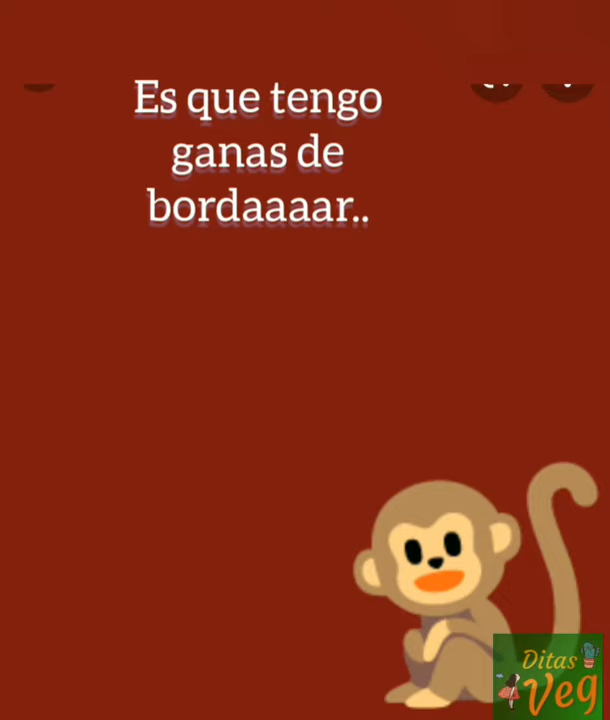 Es que tengo
ganas de
bordaaaar..
Ditas
Veg